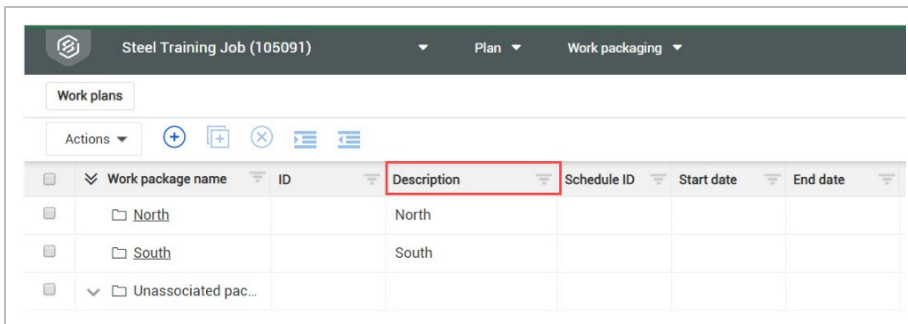 Steel Training Job (105091) Plan Work packaging
Work plans
Actions
Work package name ID Description Schedule ID Start date End date
North North
South South
Unassociated pac...